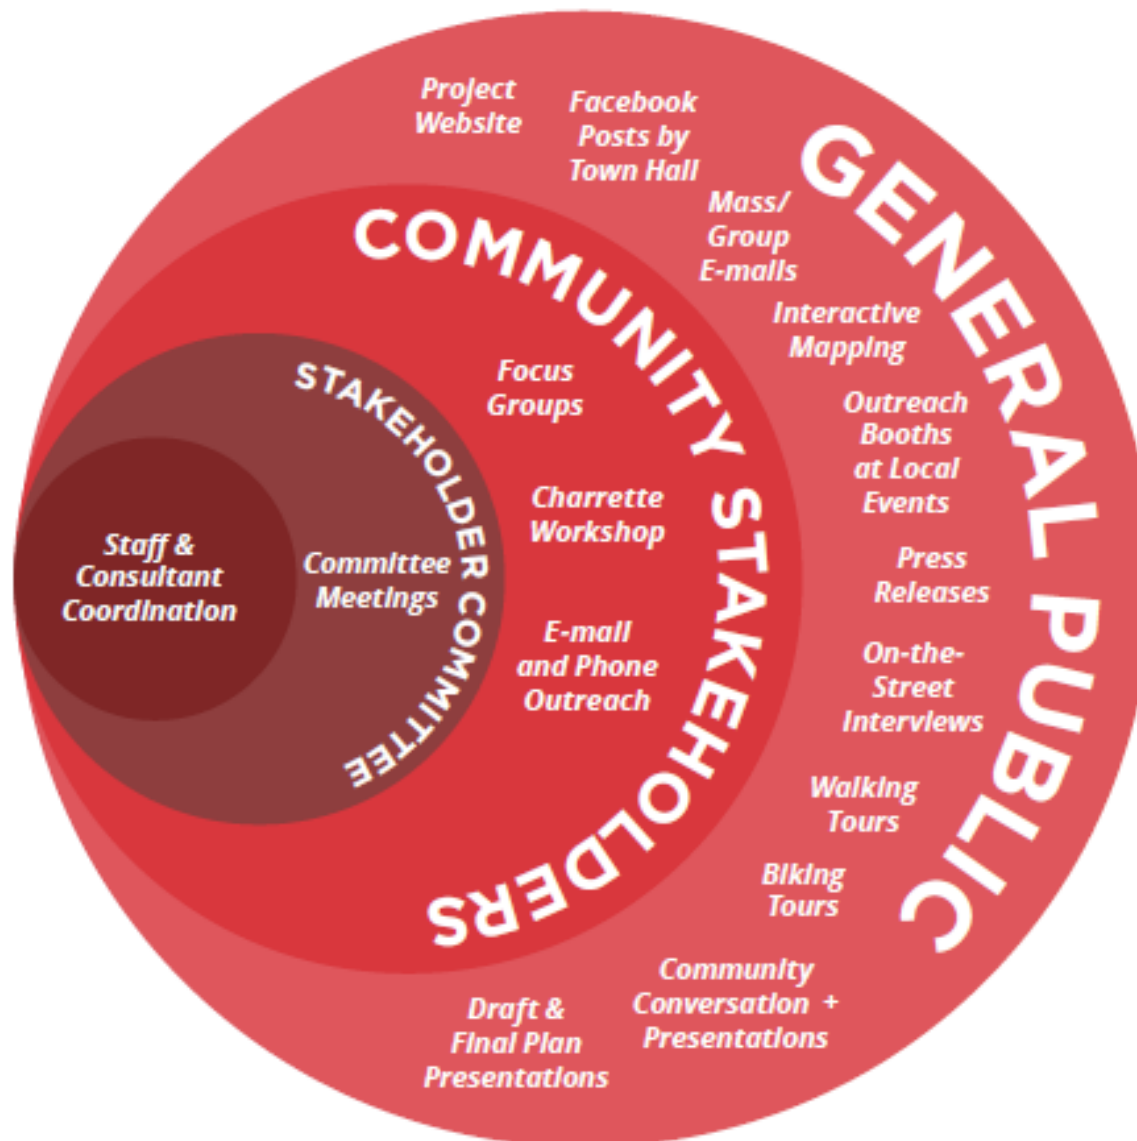 Project
Website
Facebook
Posts by
Town Hall
Mass/
Group
E-mails
Interactive
Mapping
Outreach
Booths
at Local
Events
Press
Releases
On-the-
Street
Interviews
Walking
Tours
Biking
Tours
Community
Conversation +
Presentations
Draft &
Final Plan
Presentations
GENERAL PUBLIC
COMMUNITY STAKEHOLDERS
Focus
Groups
Charrette
Workshop
E-mail
and Phone
Outreach
STAKEHOLDER COMMITTEE
Committee
Meetings
Staff &
Consultant
Coordination